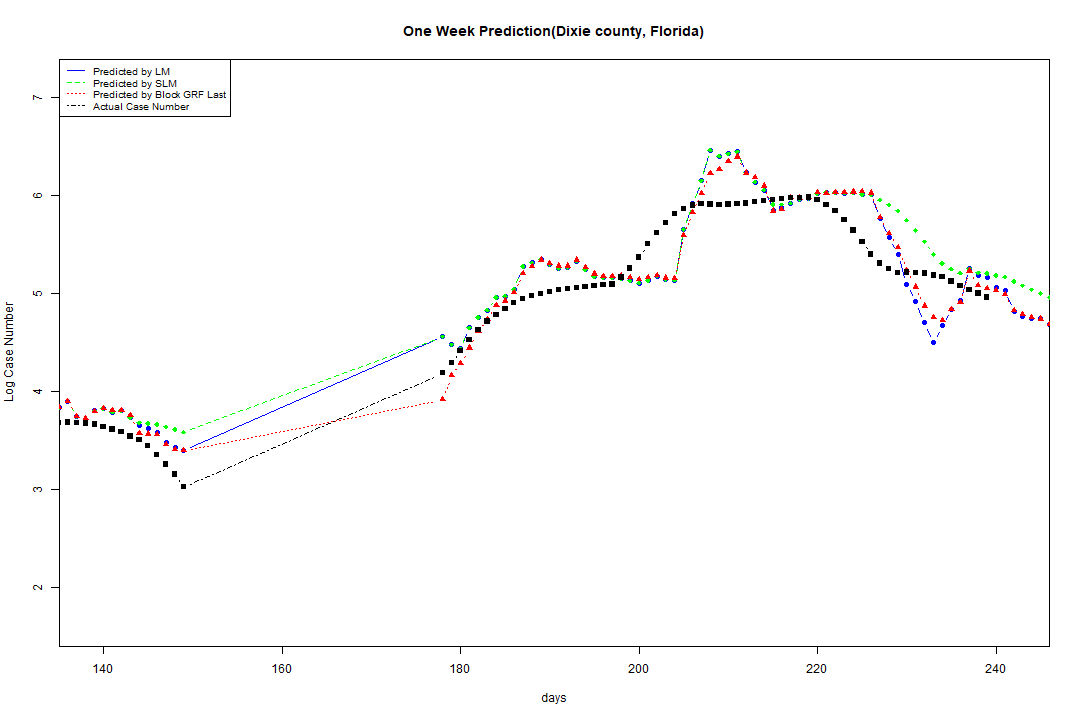 One Week Prediction(Dixie county, Florida)
Predicted by LM
Predicted by SLM
Predicted by Block GRF Last
Actual Case Number
7
6
5
4
3
2
Log Case Number
140 160 180 200 220 240
days